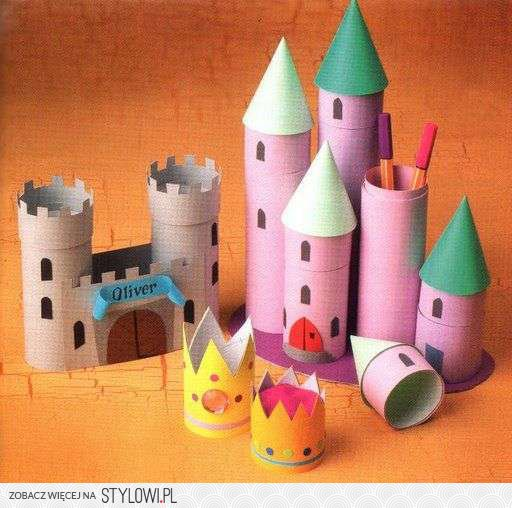 Oliver
ZOBACZ WIĘCEJ NA STYLOWI.PL